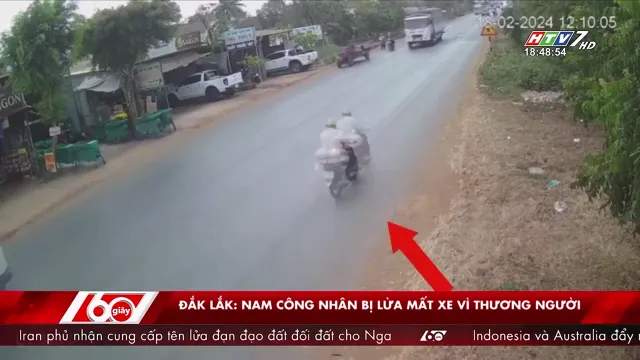 18-02-2024 12:10:05
HTV7 HD
18:48:54
60 giây
ĐẮK LẮK: NAM CÔNG NHÂN BỊ LỪA MẤT XE VÌ THƯƠNG NGƯỜI
Iran phủ nhận cung cấp tên lửa đạn đạo đất đối đất cho Nga 60 giây Indonesia và Australia đẩy